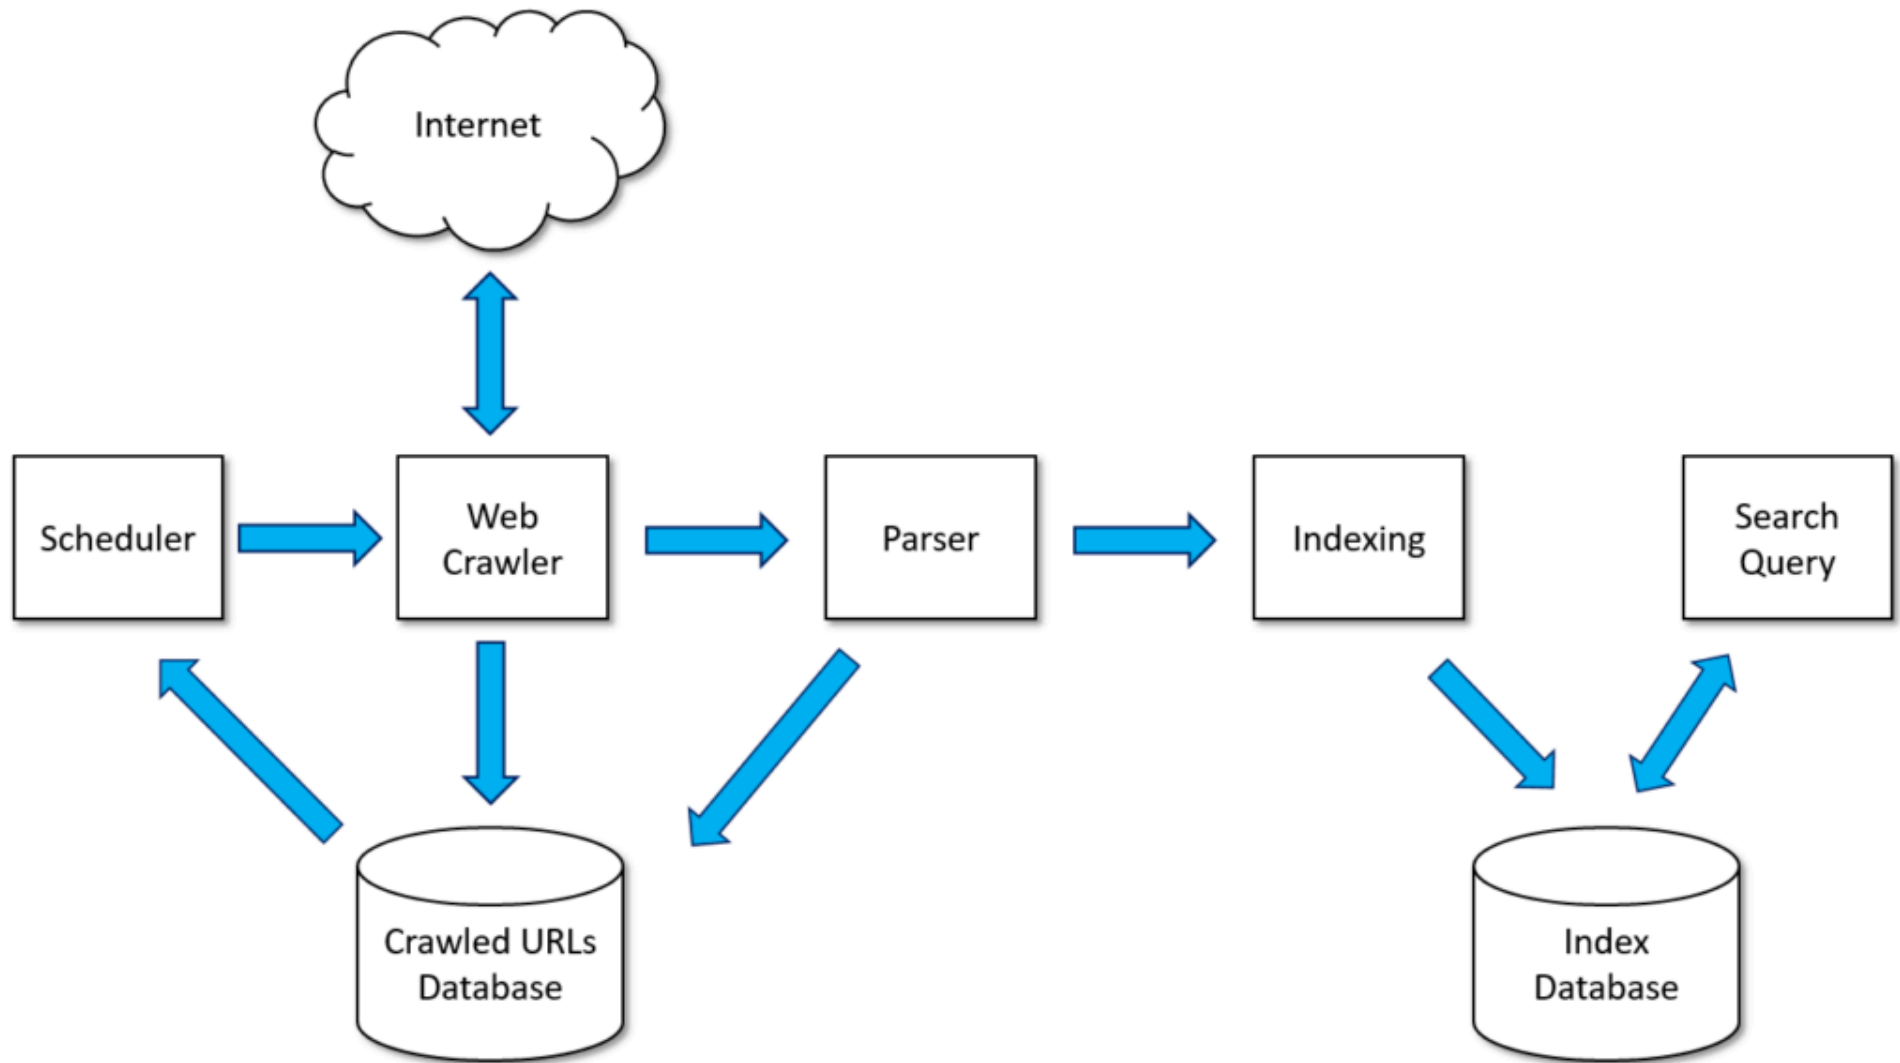 Internet
Scheduler
Web
Crawler
Parser
Indexing
Search
Query
Crawled URLs
Database
Index
Database